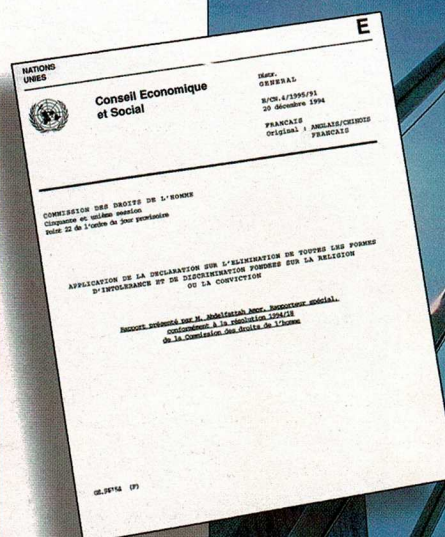 NATIONS
UNIES
E
Conseil Economique
et Social
Distr.
GENERAL
E/CN.4/1995/91
20 décembre 1994
FRANCAIS
Original : ANGLAIS/CHINOIS
FRANCAIS
COMMISSION DES DROITS DE L'HOMME
Cinquante et unième session
Point 22 de l'ordre du jour provisoire
APPLICATION DE LA DECLARATION SUR L'ELIMINATION DE TOUTES LES FORMES
D'INTOLERANCE ET DE DISCRIMINATION FONDEES SUR LA RELIGION
OU LA CONVICTION
Rapport présenté par M. Abdelfattah Amor, Rapporteur spécial,
conformément à la résolution 1994/18
de la Commission des droits de l'homme
(F)